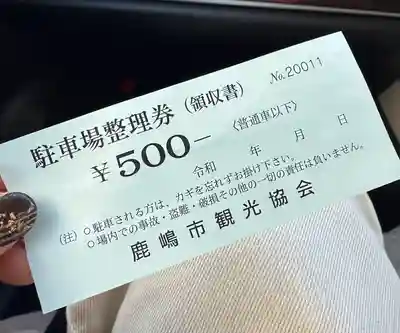 No.20011
駐車場整理券（領収書）
￥500−〈普通車以下〉
令和　年　月　日
（注）○駐車される方は、カギを忘れずお掛け下さい。
○場内での事故・盗難・破損その他の一切の責任は負いません。
鹿嶋市観光協会